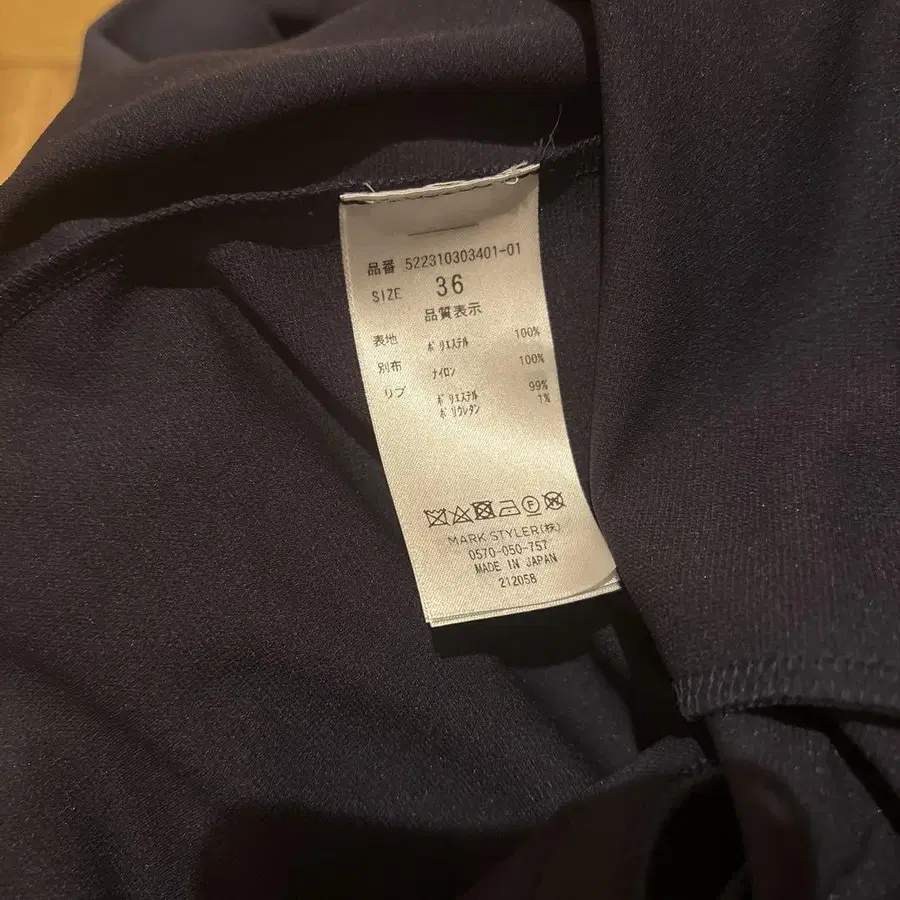 品番 522310303401-01
SIZE 36
品質表示
表地 ﾎﾟﾘｴｽﾃﾙ 100%
別布 ﾅｲﾛﾝ 100%
リブ ﾎﾟﾘｴｽﾃﾙ 99%
ﾎﾟﾘｳﾚﾀﾝ 1%
MARK STYLER(株)
0570-050-757
MADE IN JAPAN
212058